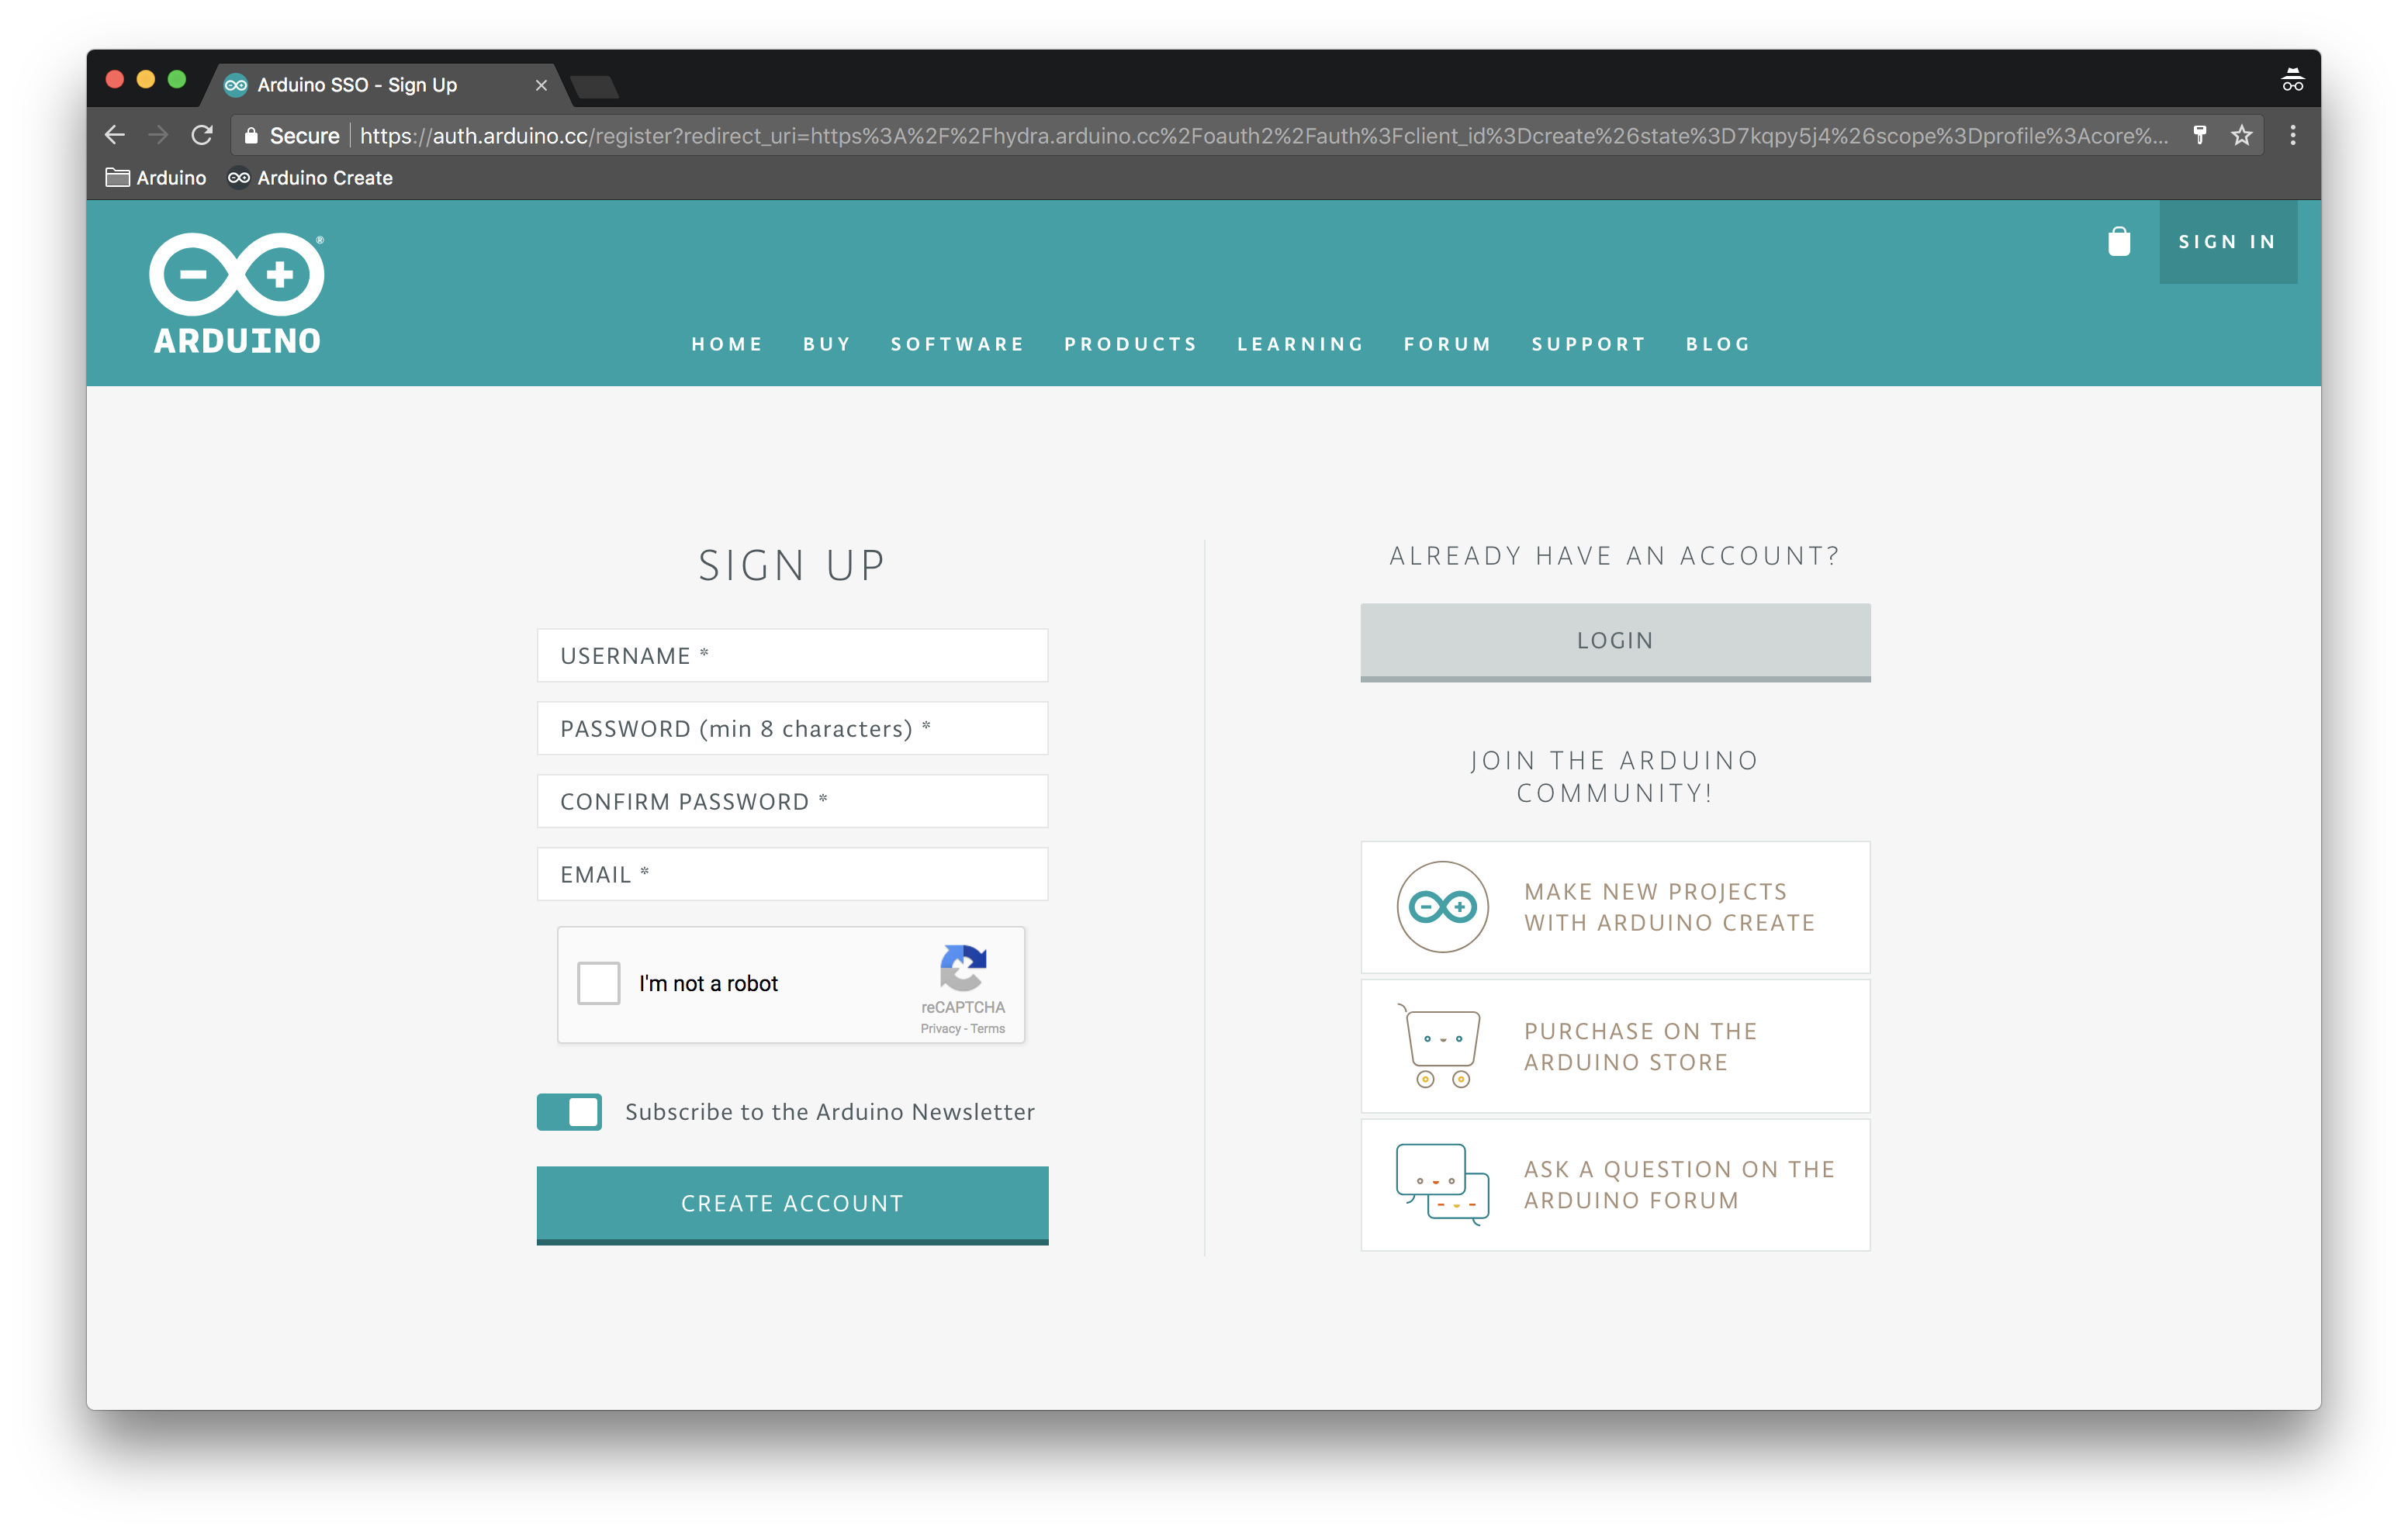 Arduino SSO - Sign Up
Secure https://auth.arduino.cc/register?redirect_uri=https%3A%2F%2Fhydra.arduino.cc%2Foauth2%2Fauth%3Fclient_id%3Dcreate%26state%3D7kqpy5j4%26scope%3Dprofile%3Acore%...
Arduino Arduino Create
ARDUINO
®
SIGN IN
HOME BUY SOFTWARE PRODUCTS LEARNING FORUM SUPPORT BLOG
SIGN UP
USERNAME *
PASSWORD (min 8 characters) *
CONFIRM PASSWORD *
EMAIL *
I'm not a robot
reCAPTCHA
Privacy - Terms
Subscribe to the Arduino Newsletter
CREATE ACCOUNT
ALREADY HAVE AN ACCOUNT?
LOGIN
JOIN THE ARDUINO
COMMUNITY!
MAKE NEW PROJECTS
WITH ARDUINO CREATE
PURCHASE ON THE
ARDUINO STORE
ASK A QUESTION ON THE
ARDUINO FORUM